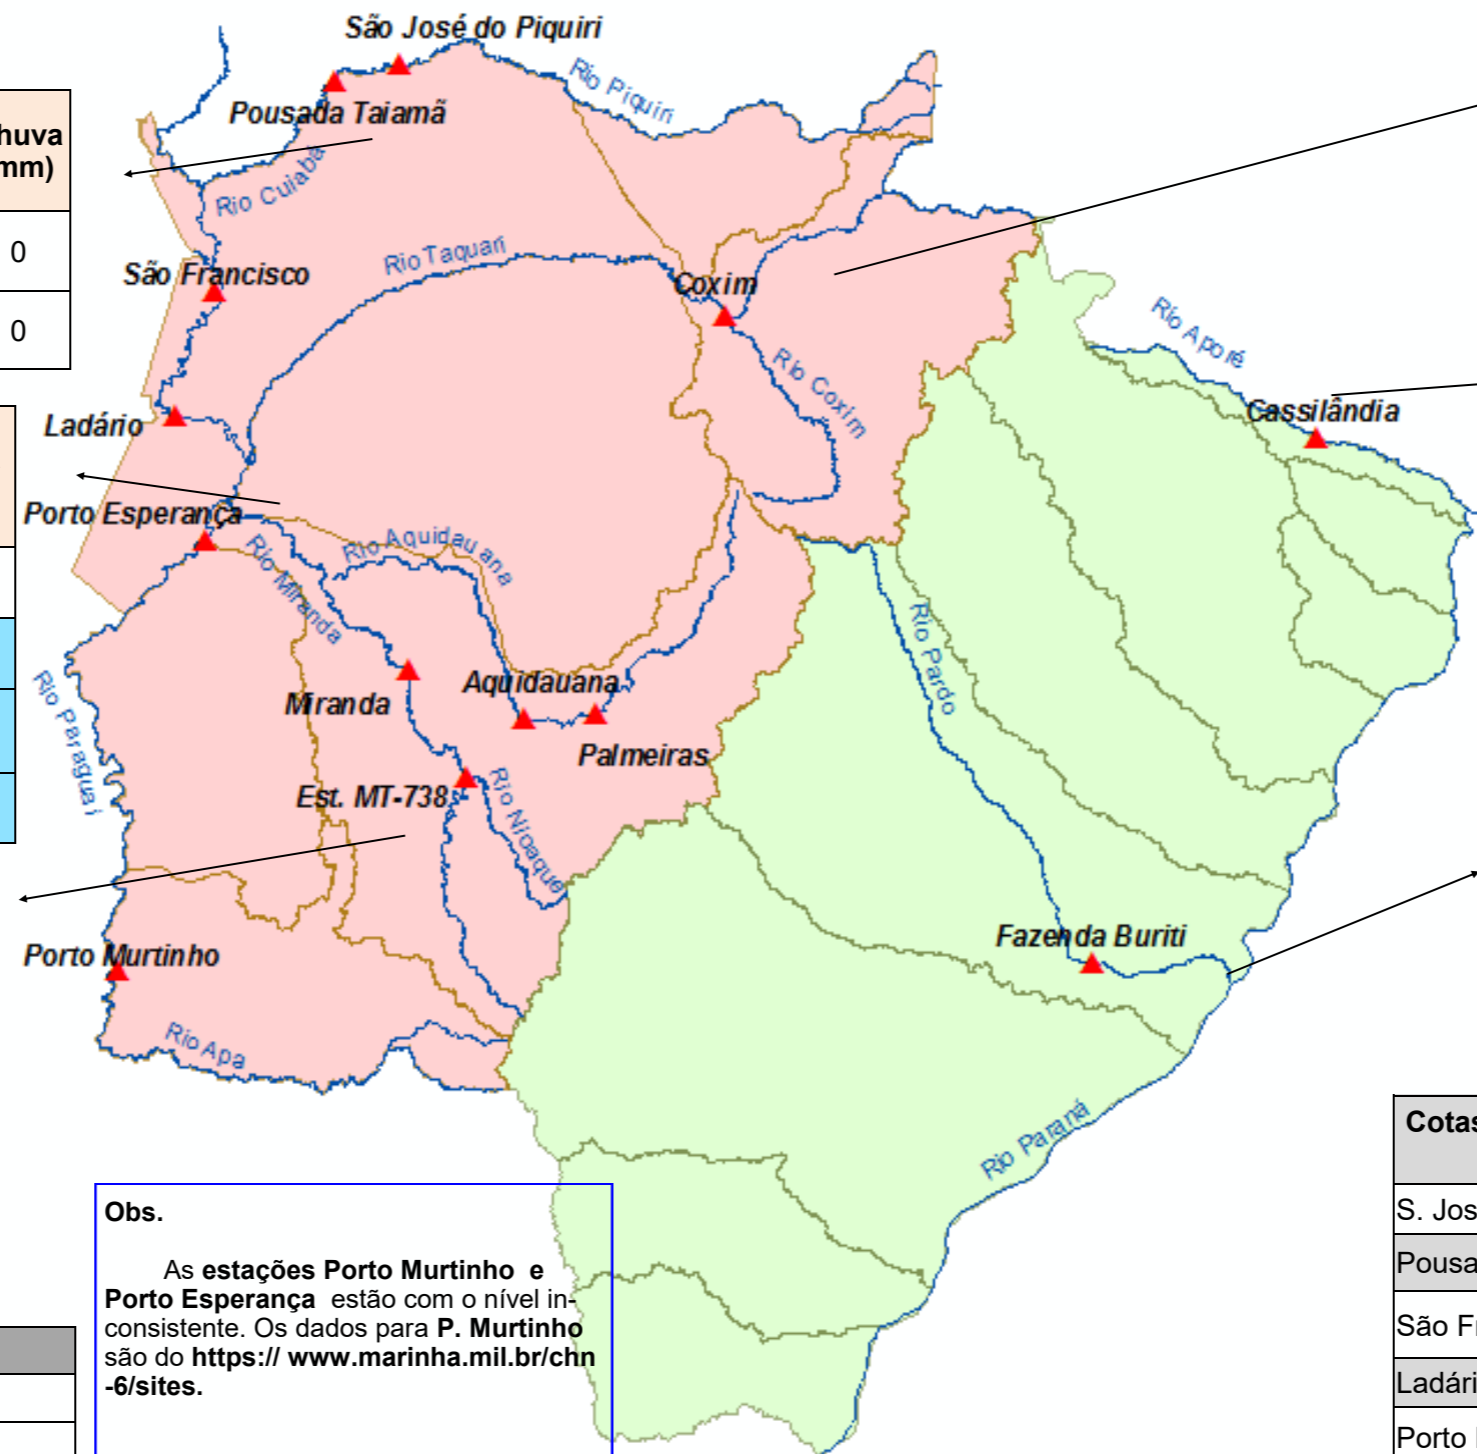 São José do Piquiri
Rio Piquiri
Pousada Taiamã
huva
mm)
Rio Cuiabá
0
Rio Taquari
São Francisco
Coxim
0
Rio Aporé
Rio Coxim
Cassilândia
Ladário
Porto Esperança
Rio Aquidauana
Rio Miranda
Rio Pardo
Rio Paraguai
Miranda
Aquidauana
Palmeiras
Est. MT-738
Rio Nioaque
Fazenda Buriti
Porto Murtinho
Rio Apa
Rio Paraná
Cotas
S. Jos
Pousa
São Fr
Ladári
Porto
Obs.
As estações Porto Murtinho e
Porto Esperança estão com o nível in-
consistente. Os dados para P. Murtinho
são do https:// www.marinha.mil.br/chn
-6/sites.